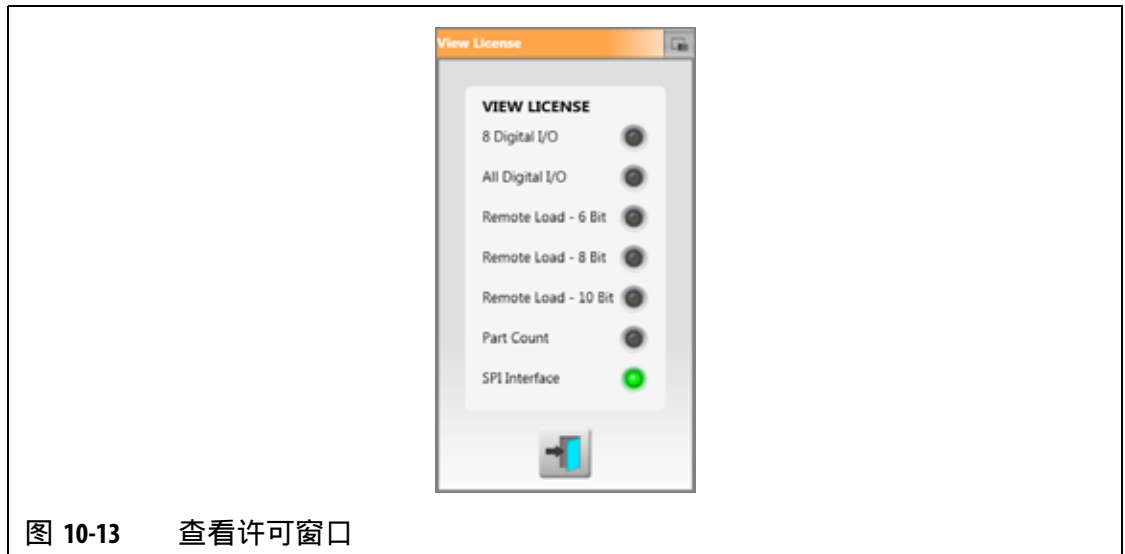 View License
VIEW LICENSE
8 Digital I/O
All Digital I/O
Remote Load - 6 Bit
Remote Load - 8 Bit
Remote Load - 10 Bit
Part Count
SPI Interface
图 10-13 查看许可窗口